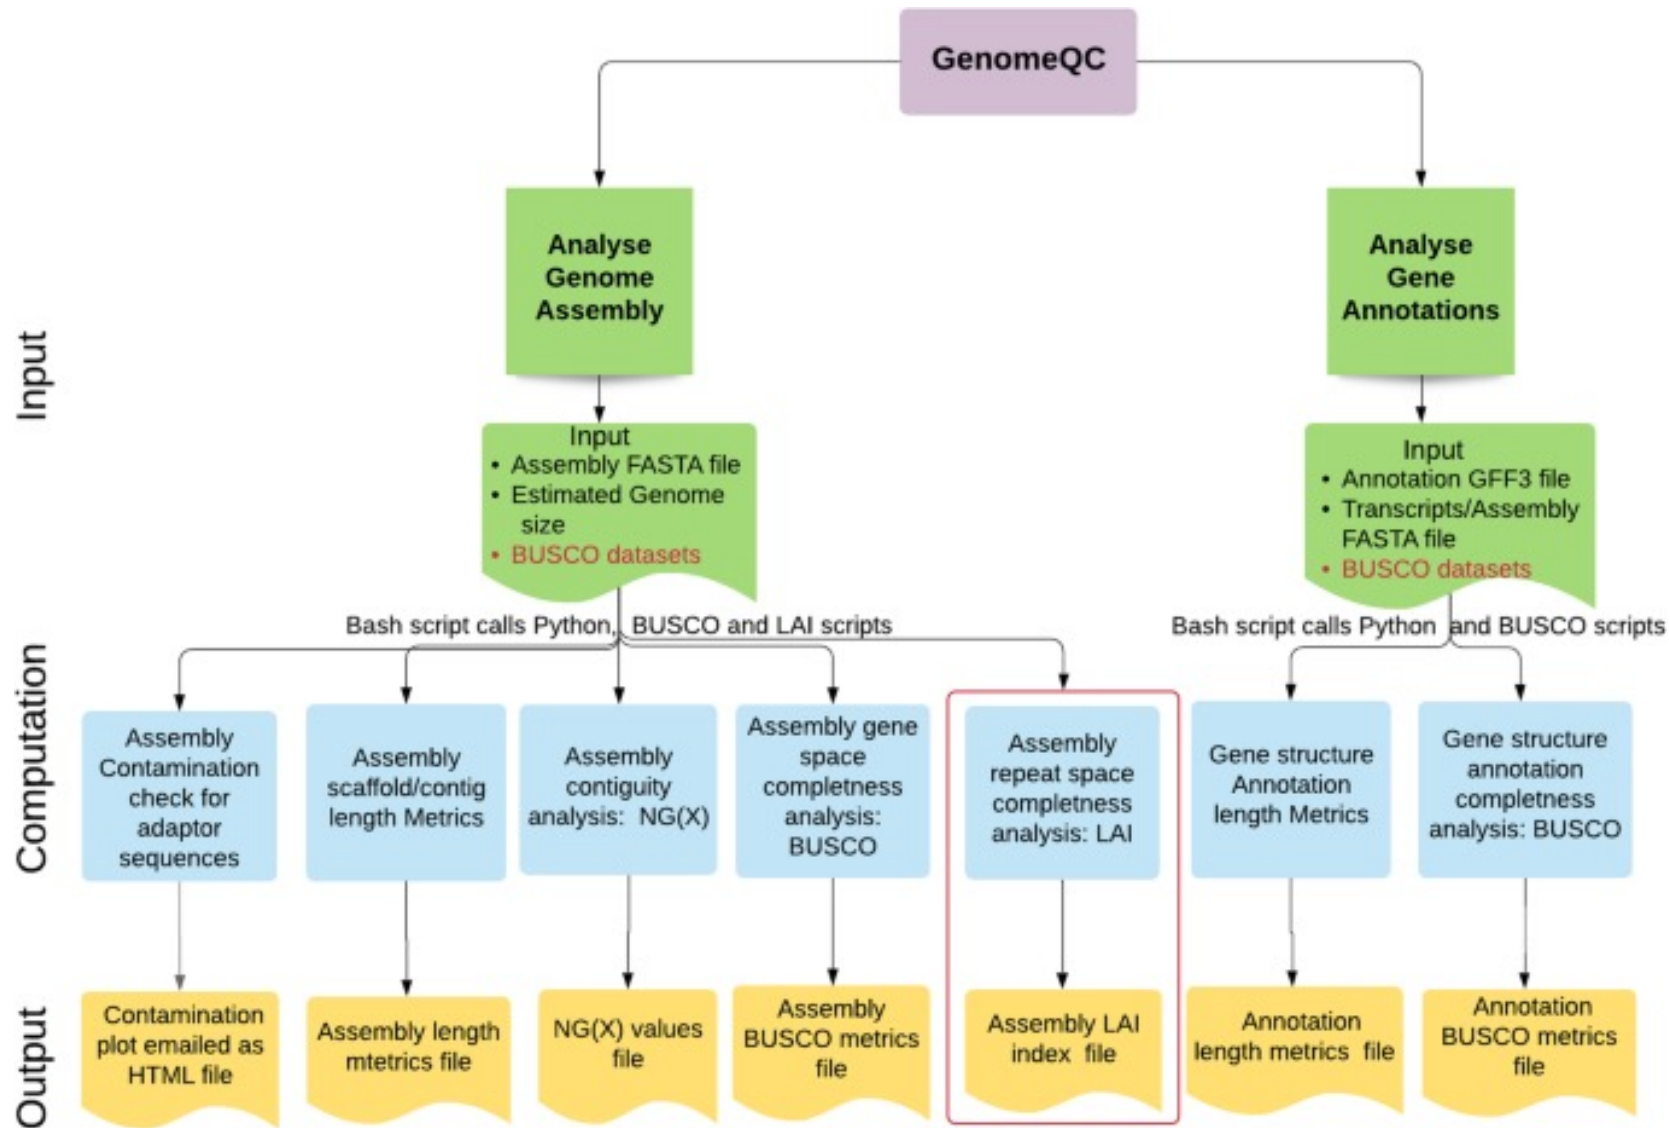 GenomeQC
Analyse
Genome
Assembly
Analyse
Gene
Annotations
Input
Input
• Assembly FASTA file
• Estimated Genome
size
• BUSCO datasets
Input
• Annotation GFF3 file
• Transcripts/Assembly
FASTA file
• BUSCO datasets
Bash script calls Python, BUSCO and LAI scripts
Bash script calls Python and BUSCO scripts
Computation
Assembly
Contamination
check for
adaptor
sequences
Assembly
scaffold/contig
length Metrics
Assembly
contiguity
analysis: NG(X)
Assembly gene
space
completness
analysis:
BUSCO
Assembly
repeat space
completness
analysis: LAI
Gene structure
Annotation
length Metrics
Gene structure
annotation
completness
analysis: BUSCO
Output
Contamination
plot emailed as
HTML file
Assembly length
mtetrics file
NG(X) values
file
Assembly
BUSCO metrics
file
Assembly LAI
index file
Annotation
length metrics file
Annotation
BUSCO metrics
file